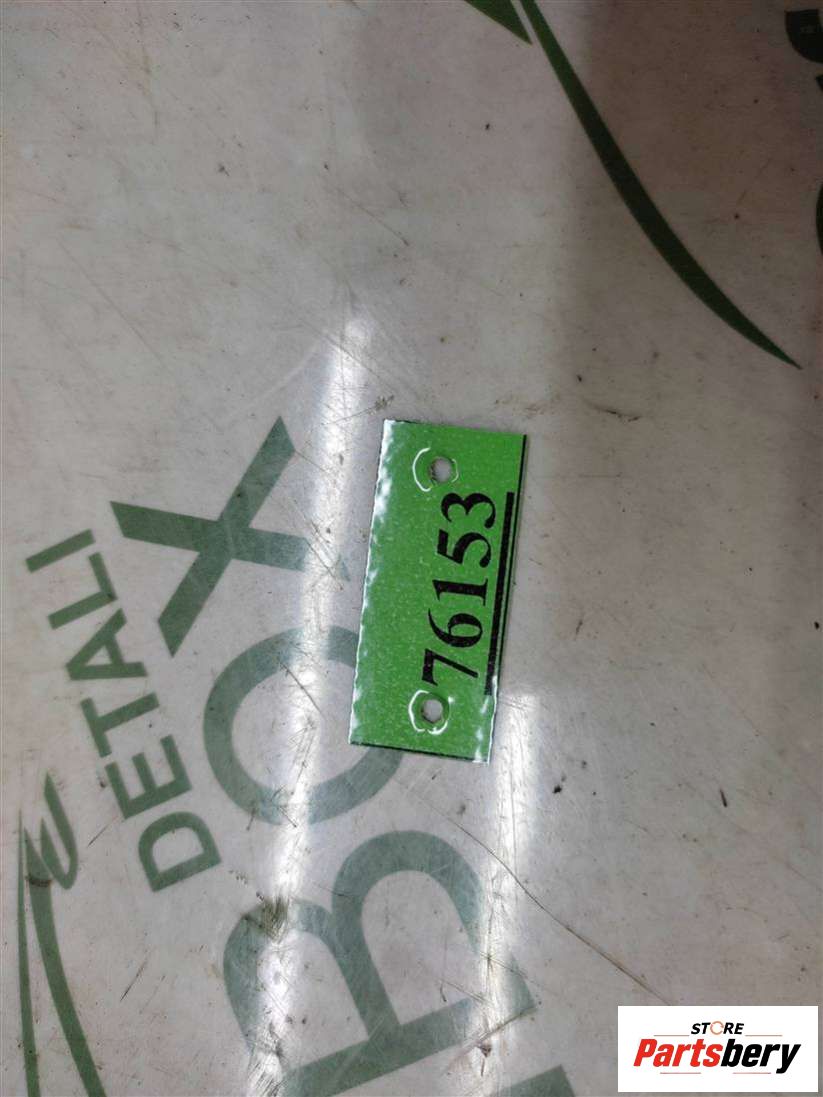 76153
DETALI
BOX
STORE
Partsbery